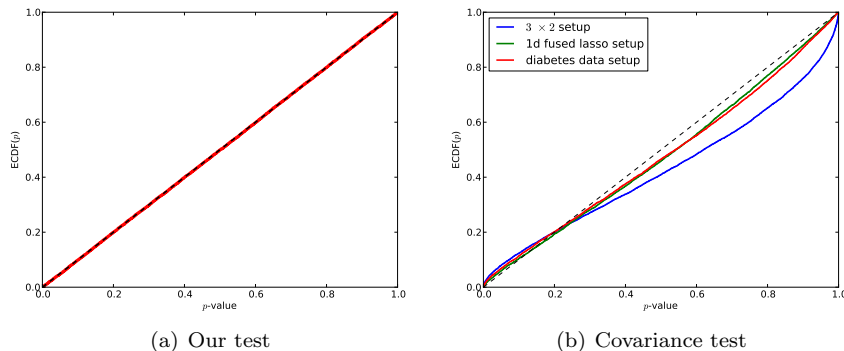 1.0
0.8
0.6
0.4
0.2
0.0
ECDF(p)
0.0 0.2 0.4 0.6 0.8 1.0
p-value
(a) Our test
1.0
0.8
0.6
0.4
0.2
0.0
ECDF(p)
3 × 2 setup
1d fused lasso setup
diabetes data setup
0.0 0.2 0.4 0.6 0.8 1.0
p-value
(b) Covariance test